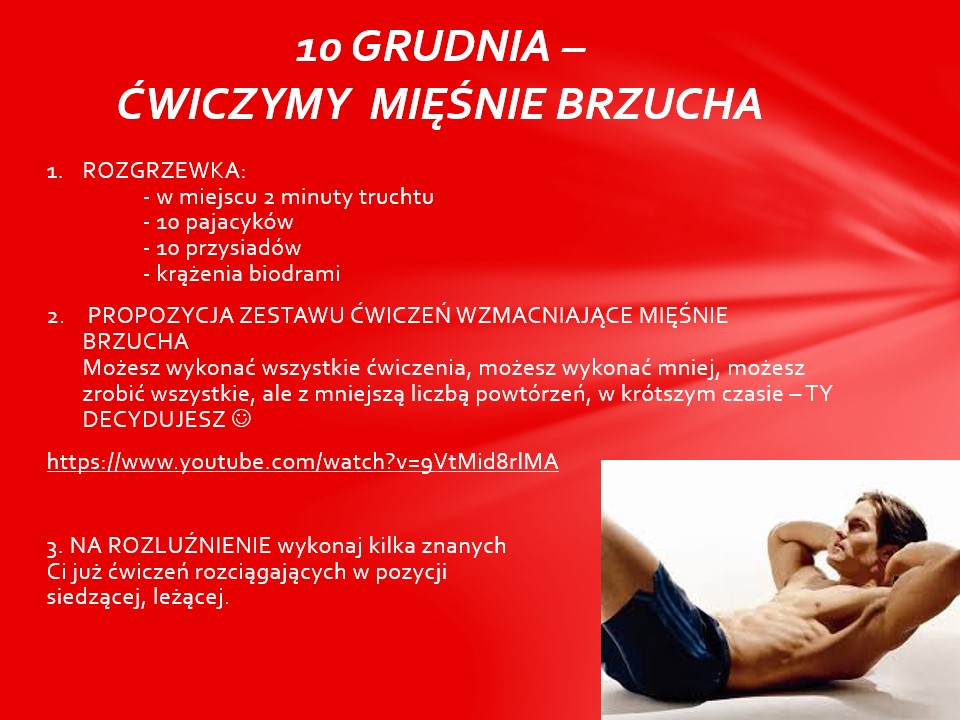 10 GRUDNIA –
ĆWICZYMY MIĘŚNIE BRZUCHA
1. ROZGRZEWKA:
- w miejscu 2 minuty truchtu
- 10 pajacyków
- 10 przysiadów
- krążenia biodrami
2. PROPOZYCJA ZESTAWU ĆWICZEŃ WZMACNIAJĄCE MIĘŚNIE
BRZUCHA
Możesz wykonać wszystkie ćwiczenia, możesz wykonać mniej, możesz
zrobić wszystkie, ale z mniejszą liczbą powtórzeń, w krótszym czasie – TY
DECYDUJESZ ☺
https://www.youtube.com/watch?v=9VtMid8rlMA
3. NA ROZLUŹNIENIE wykonaj kilka znanych
Ci już ćwiczeń rozciągających w pozycji
siedzącej, leżącej.